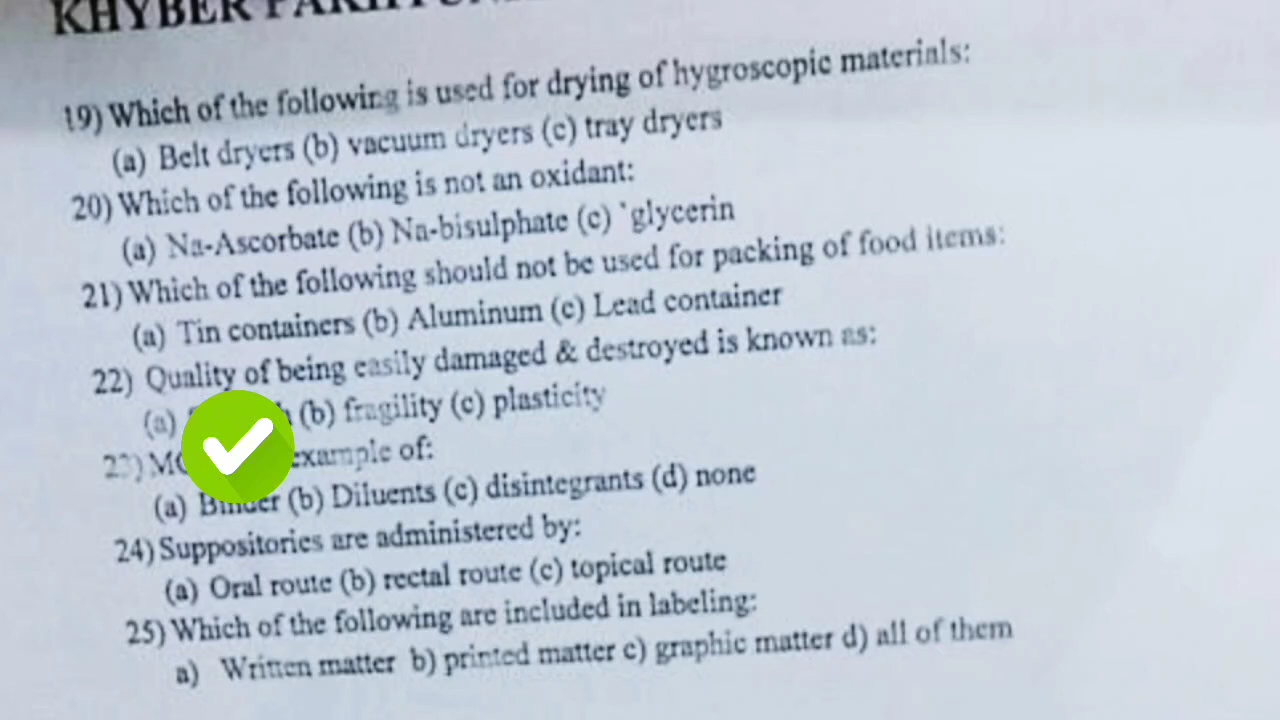 KHYBER
19) Which of the following is used for drying of hygroscopic materials:
(a) Belt dryers (b) vacuum dryers (c) tray dryers
20) Which of the following is not an oxidant:
(a) Na-Ascorbate (b) Na-bisulphate (c) `glycerin
21) Which of the following should not be used for packing of food items:
(a) Tin containers (b) Aluminum (c) Lead container
22) Quality of being easily damaged & destroyed is known as:
(a) (b) fragility (c) plasticity
23) example of:
(a) Binder (b) Diluents (c) disintegrants (d) none
24) Suppositories are administered by:
(a) Oral route (b) rectal route (c) topical route
25) Which of the following are included in labeling:
a) Written matter b) printed matter c) graphic matter d) all of them